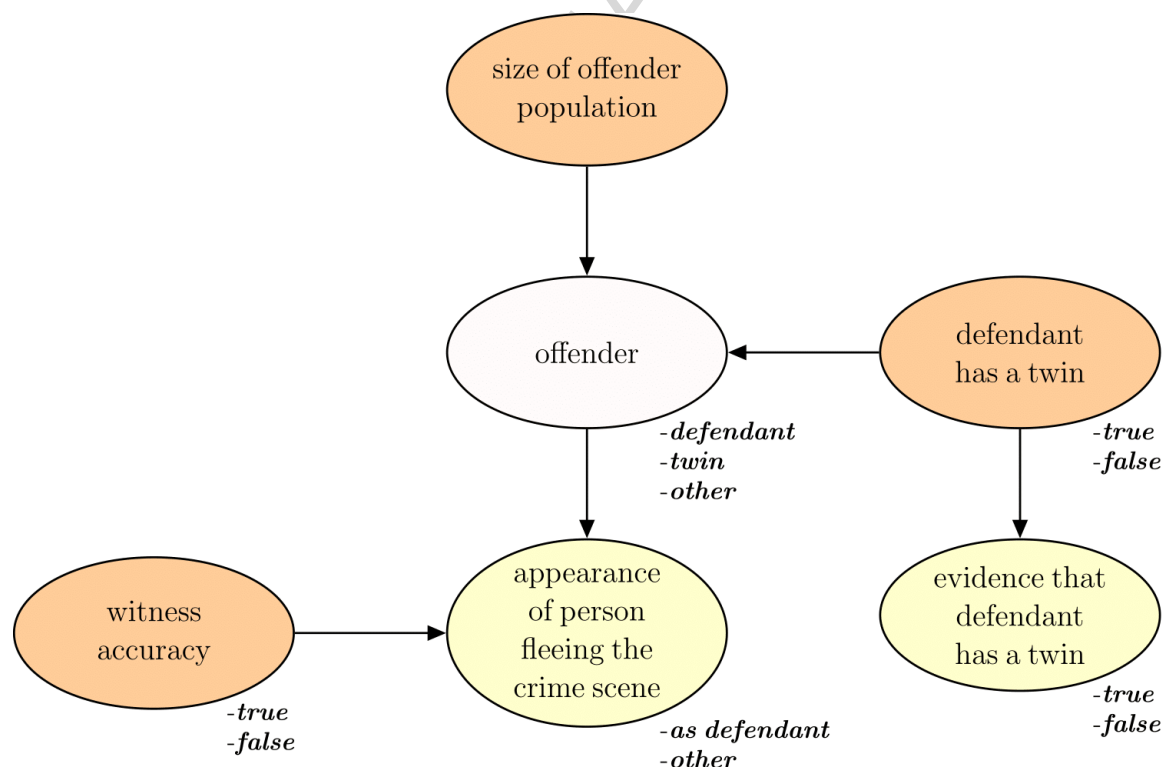 size of offender
population
offender
-defendant
-twin
-other
defendant
has a twin
-true
-false
witness
accuracy
-true
-false
appearance
of person
fleeing the
crime scene
-as defendant
-other
evidence that
defendant
has a twin
-true
-false